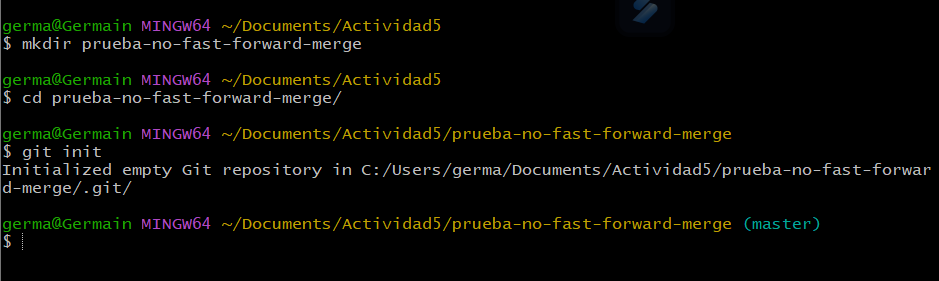 germa@Germain MINGW64 ~/Documents/Actividad5
$ mkdir prueba-no-fast-forward-merge
germa@Germain MINGW64 ~/Documents/Actividad5
$ cd prueba-no-fast-forward-merge/
germa@Germain MINGW64 ~/Documents/Actividad5/prueba-no-fast-forward-merge
$ git init
Initialized empty Git repository in C:/Users/germa/Documents/Actividad5/prueba-no-fast-forwar
d-merge/.git/
germa@Germain MINGW64 ~/Documents/Actividad5/prueba-no-fast-forward-merge (master)
$